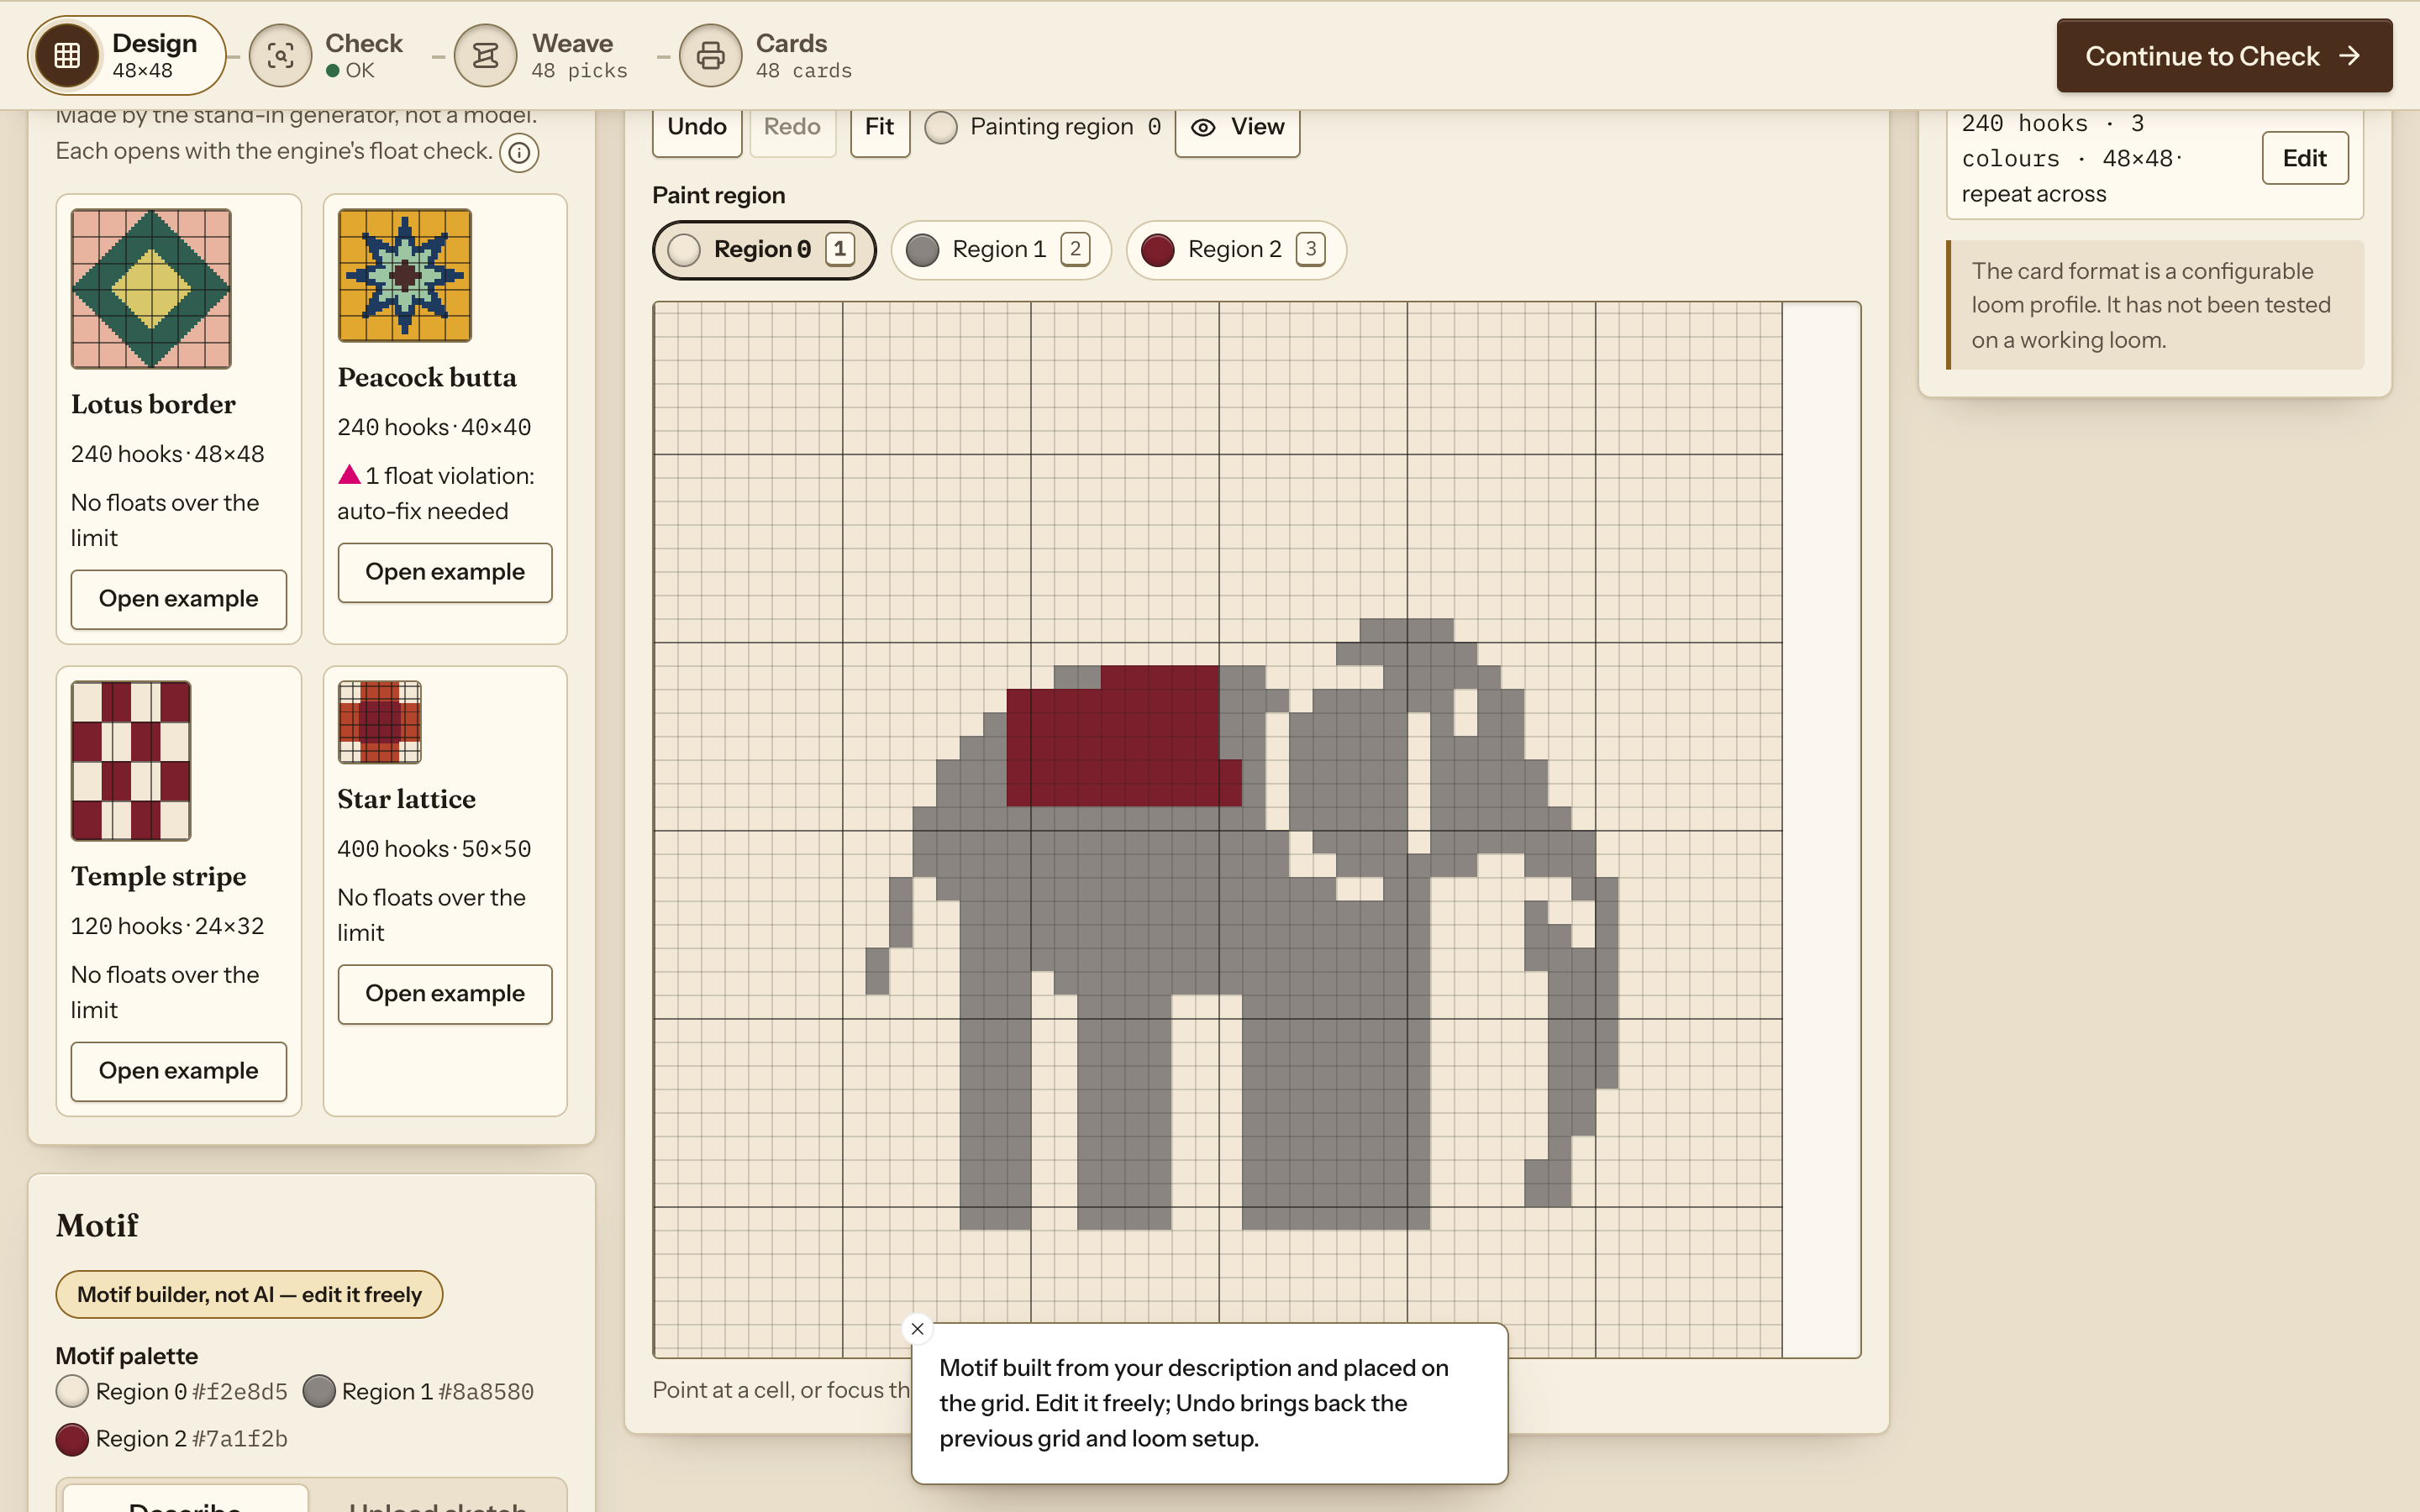 Design
48×48
Check
OK
Weave
48 picks
Cards
48 cards
Continue to Check
Made by the stand-in generator, not a model.
Each opens with the engine's float check.
Lotus border
240 hooks · 48×48
No floats over the
limit
Open example
Peacock butta
240 hooks · 40×40
1 float violation:
auto-fix needed
Open example
Temple stripe
120 hooks · 24×32
No floats over the
limit
Open example
Star lattice
400 hooks · 50×50
No floats over the
limit
Open example
Motif
Motif builder, not AI — edit it freely
Motif palette
Region 0 #f2e8d5
Region 1 #8a8580
Region 2 #7a1f2b
Describe
Upload sketch
Undo
Redo
Fit
Painting region 0
View
Paint region
Region 0 1
Region 1 2
Region 2 3
Point at a cell, or focus th
Motif built from your description and placed on
the grid. Edit it freely; Undo brings back the
previous grid and loom setup.
240 hooks · 3
colours · 48×48 ·
repeat across
Edit
The card format is a configurable
loom profile. It has not been tested
on a working loom.